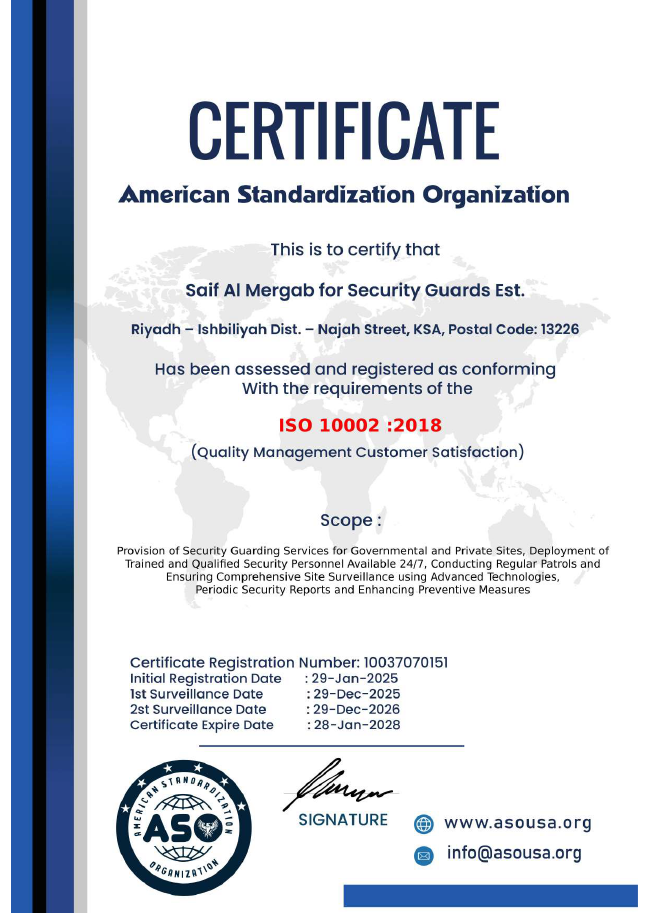 CERTIFICATE
American Standardization Organization
This is to certify that
Saif Al Mergab for Security Guards Est.
Riyadh – Ishbiliyah Dist. – Najah Street, KSA, Postal Code: 13226
Has been assessed and registered as conforming
With the requirements of the
ISO 10002 :2018
(Quality Management Customer Satisfaction)
Scope :
Provision of Security Guarding Services for Governmental and Private Sites, Deployment of
Trained and Qualified Security Personnel Available 24/7, Conducting Regular Patrols and
Ensuring Comprehensive Site Surveillance using Advanced Technologies,
Periodic Security Reports and Enhancing Preventive Measures
Certificate Registration Number: 10037070151
Initial Registration Date : 29-Jan-2025
1st Surveillance Date : 29-Dec-2025
2st Surveillance Date : 29-Dec-2026
Certificate Expire Date : 28-Jan-2028
AMERICAN STANDARDIZATION
ASO
ORGANIZATION
SIGNATURE
www.asousa.org
info@asousa.org